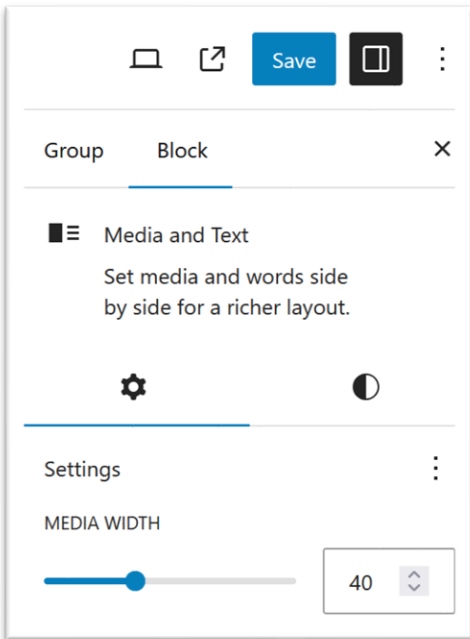 Save
Group Block
Media and Text
Set media and words side
by side for a richer layout.
Settings
MEDIA WIDTH
40